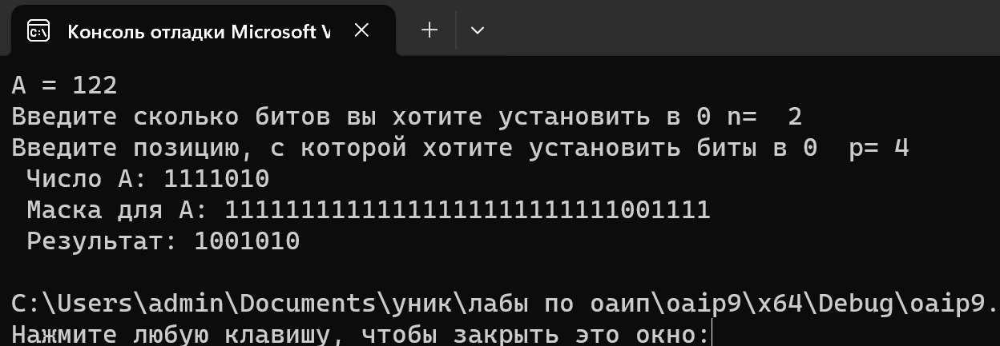 Консоль отладки Microsoft V
A = 122
Введите сколько битов вы хотите установить в 0 n=  2
Введите позицию, с которой хотите установить биты в 0  p= 4
Число А: 1111010
Маска для А: 11111111111111111111111111001111
Результат: 1001010
C:\Users\admin\Documents\уник\лабы по оаип\oaip9\x64\Debug\oaip9.
Нажмите любую клавишу, чтобы закрыть это окно: